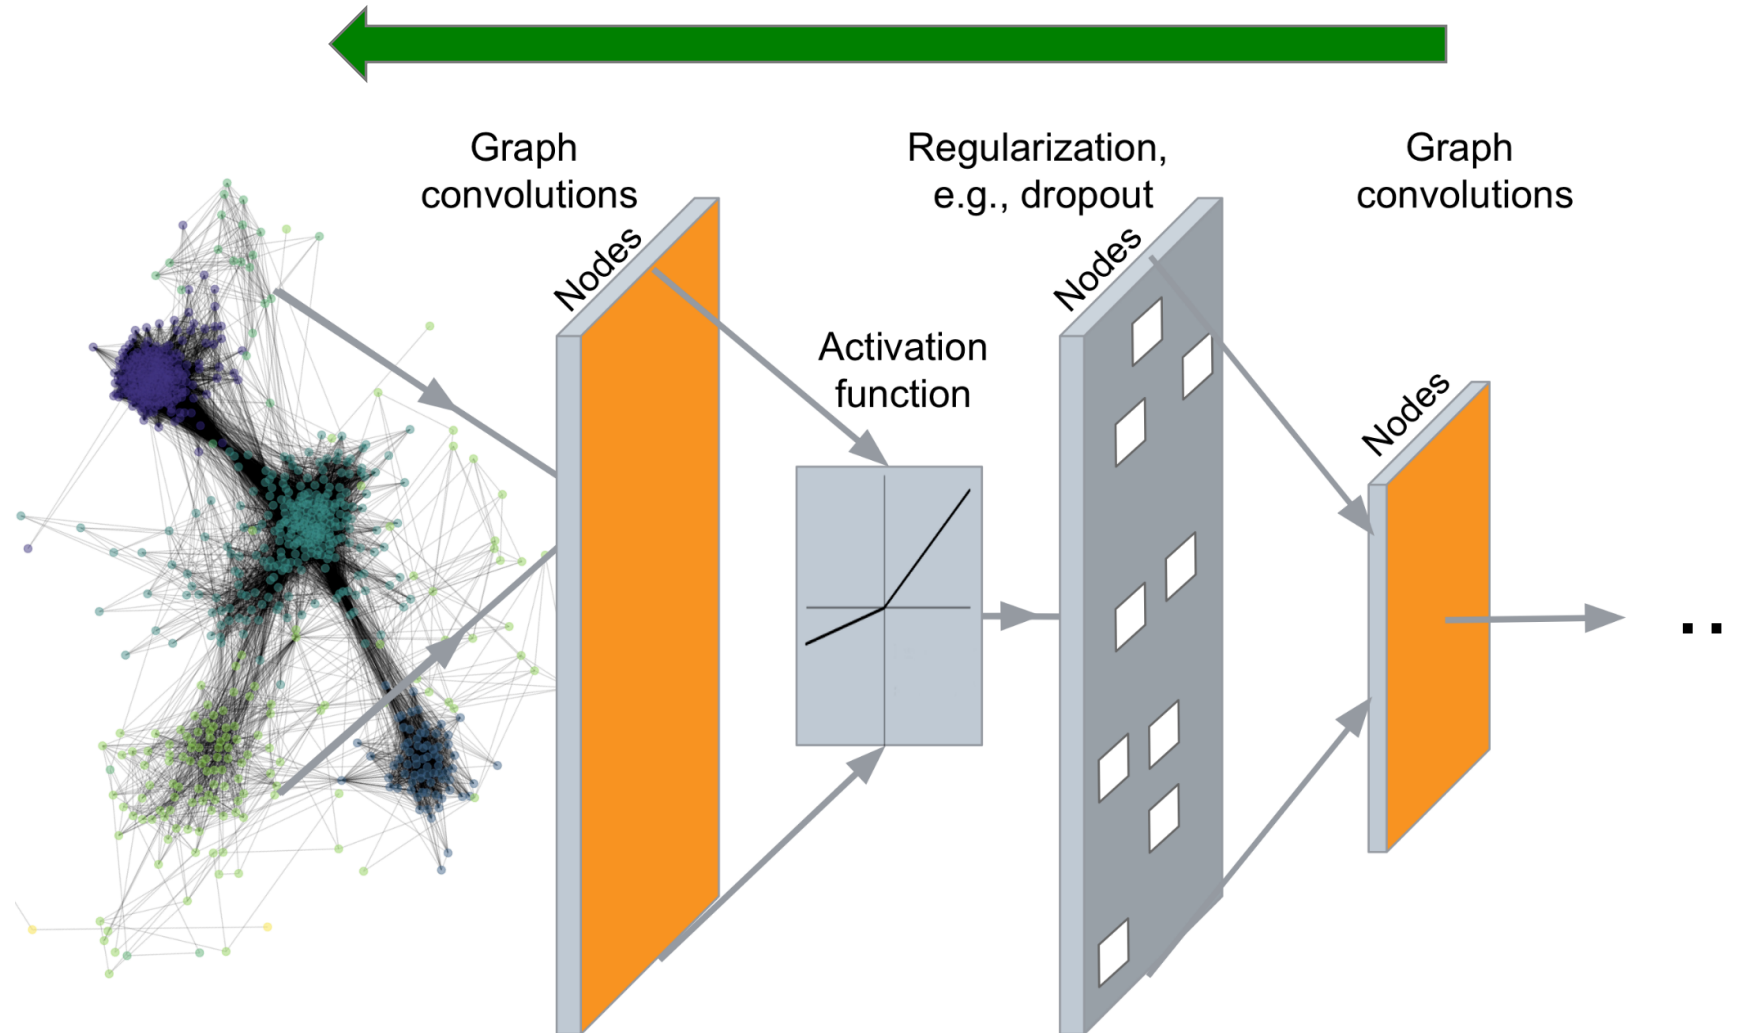 Graph
convolutions
Nodes
Activation
function
Regularization,
e.g., dropout
Nodes
Graph
convolutions
Nodes
..